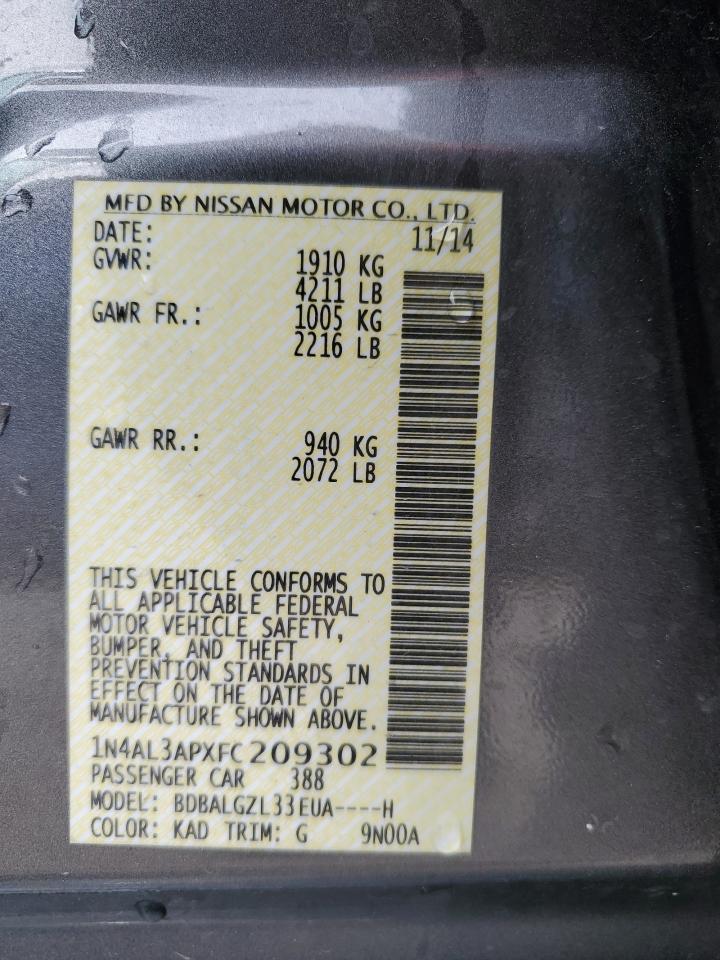 MFD BY NISSAN MOTOR CO., LTD.
DATE: 11/14
GVWR: 1910 KG
4211 LB
GAWR FR.: 1005 KG
2216 LB
GAWR RR.: 940 KG
2072 LB
THIS VEHICLE CONFORMS TO
ALL APPLICABLE FEDERAL
MOTOR VEHICLE SAFETY,
BUMPER, AND THEFT
PREVENTION STANDARDS IN
EFFECT ON THE DATE OF
MANUFACTURE SHOWN ABOVE.
1N4AL3APXFC209302
PASSENGER CAR 388
MODEL: BDBALGZL33EUA----H
COLOR: KAD TRIM: G 9N00A